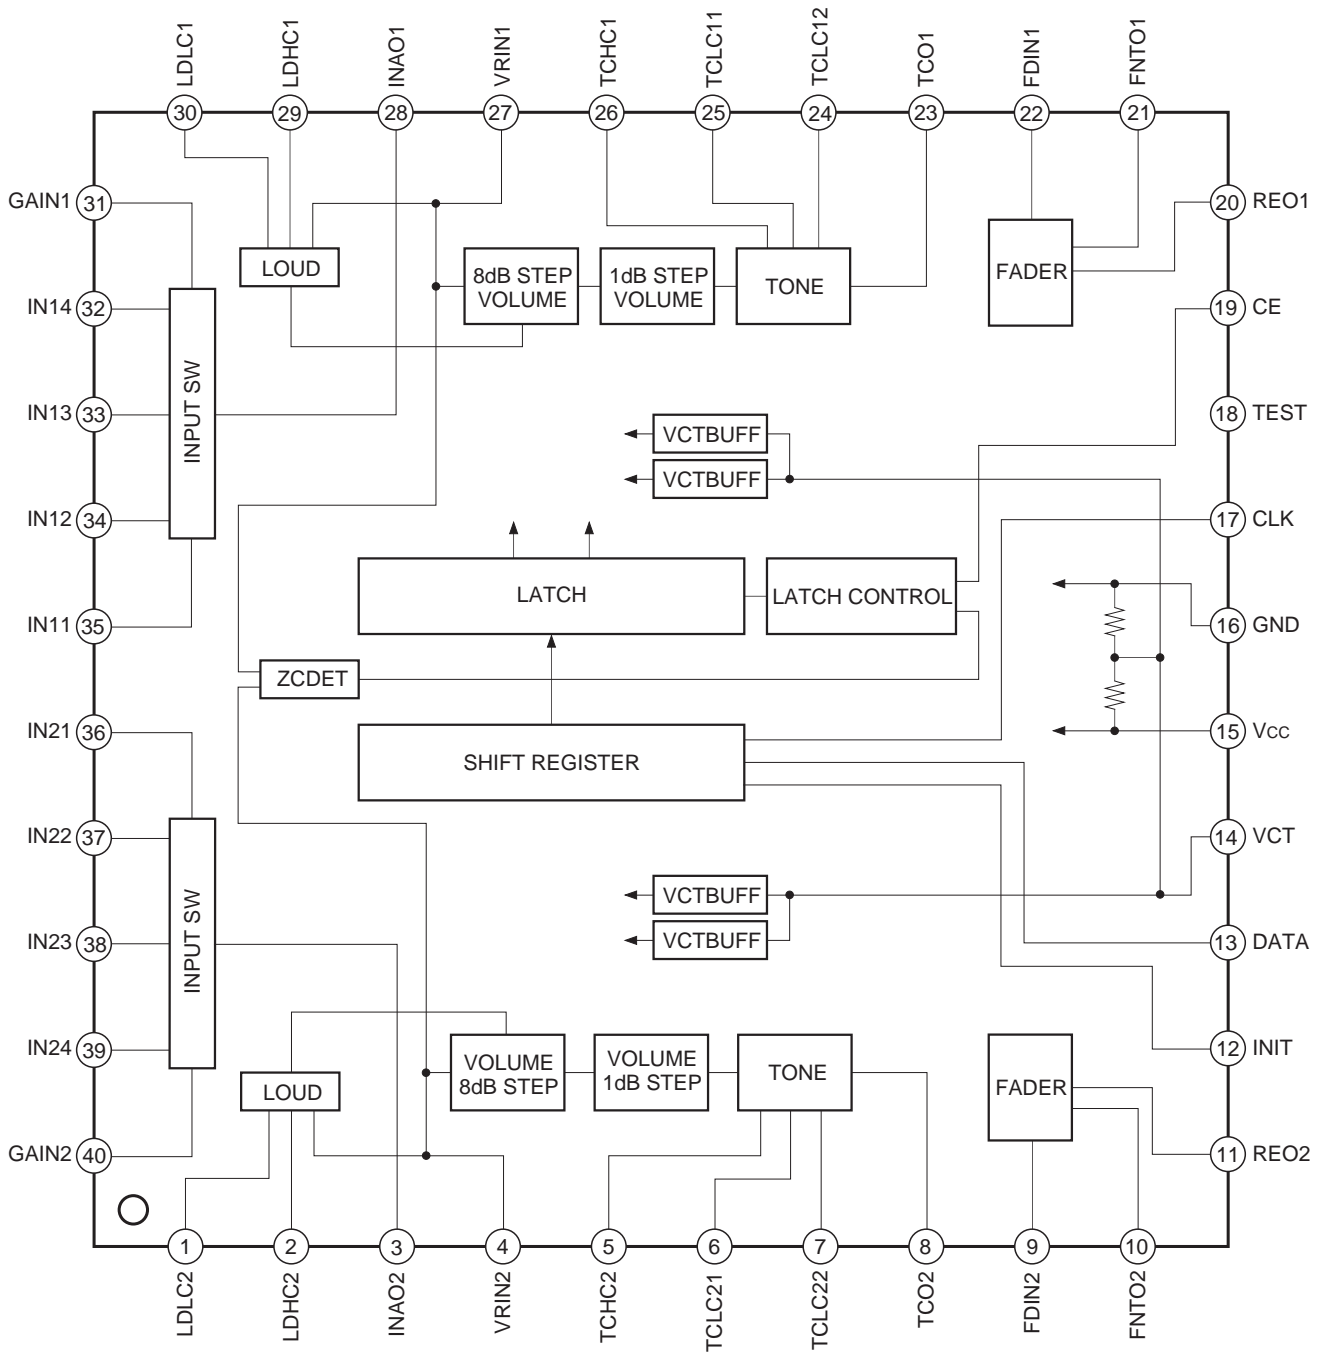 LDLC1
LDHC1
INAO1
VRIN1
TCHC1
TCLC11
TCLC12
TCO1
FDIN1
FNTO1
30
29
28
27
26
25
24
23
22
21
GAIN1
31
20
REO1
LOUD
8dB STEP
VOLUME
1dB STEP
VOLUME
TONE
FADER
IN14
32
19
CE
INPUT SW
IN13
33
18
TEST
VCTBUFF
VCTBUFF
IN12
34
17
CLK
LATCH
LATCH CONTROL
IN11
35
16
GND
ZCDET
IN21
36
15
Vcc
SHIFT REGISTER
IN22
37
14
VCT
VCTBUFF
VCTBUFF
INPUT SW
IN23
38
13
DATA
IN24
39
12
INIT
LOUD
VOLUME
8dB STEP
VOLUME
1dB STEP
TONE
FADER
GAIN2
40
11
REO2
1
2
3
4
5
6
7
8
9
10
LDLC2
LDHC2
INAO2
VRIN2
TCHC2
TCLC21
TCLC22
TCO2
FDIN2
FNTO2